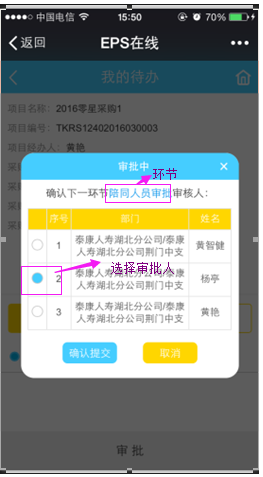 中国电信 15:50 70%
返回 EPS在线
我的待办
项目名称：2016零星采购1
项目编号：TKRS12402016030003
项目经办人：黄艳
采
采
采
审批中
环节
确认下一环节陪同人员审批审核人：
序号 部门 姓名
1 泰康人寿湖北分公司/泰康人寿湖北分公司荆门中支 黄智健
选择审批人
2 泰康人寿湖北分公司/泰康人寿湖北分公司荆门中支 杨亭
3 泰康人寿湖北分公司/泰康人寿湖北分公司荆门中支 黄艳
确认提交 取消
审 批